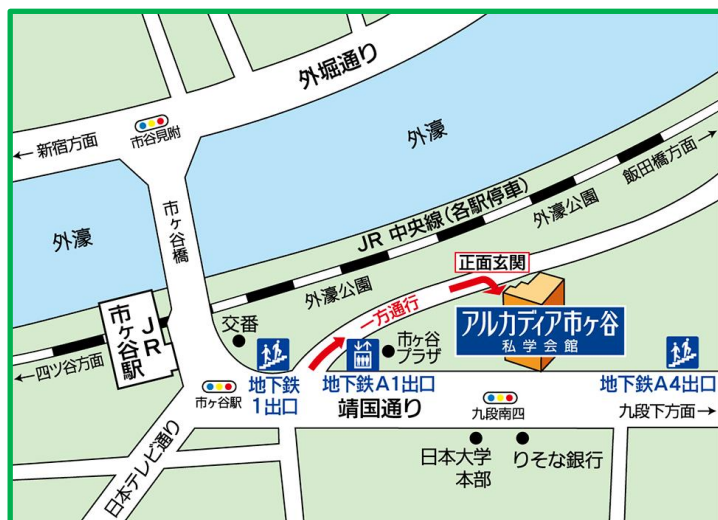 外堀通り
市谷見附
←新宿方面
外濠
飯田橋方面→
市ヶ谷橋
外濠
JR 中央線(各駅停車)
外濠公園
正面玄関
外濠公園
一方通行
JR
市ヶ谷駅
交番
アルカディア市ヶ谷
私学会館
市ヶ谷
プラザ
←四ツ谷方面
市ヶ谷駅
地下鉄
1出口
地下鉄A1出口
地下鉄A4出口
靖国通り
九段南四
九段下方面→
日本テレビ通り
日本大学
本部
りそな銀行